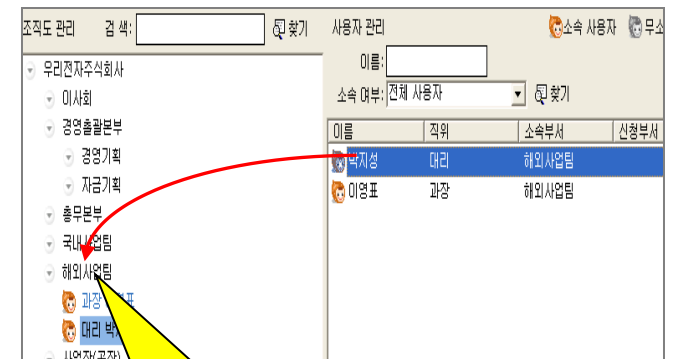 조직도 관리 검 색: 찾기
우리전자주식회사
이사회
경영총괄본부
경영기획
자금기획
총무본부
국내사업팀
해외사업팀
과장
대리
사업장(공장)
사용자 관리 소속 사용자 무소
이름:
소속 여부: 전체 사용자 찾기
이름 직위 소속부서 신청부서
박지성 대리 해외사업팀
이영표 과장 해외사업팀